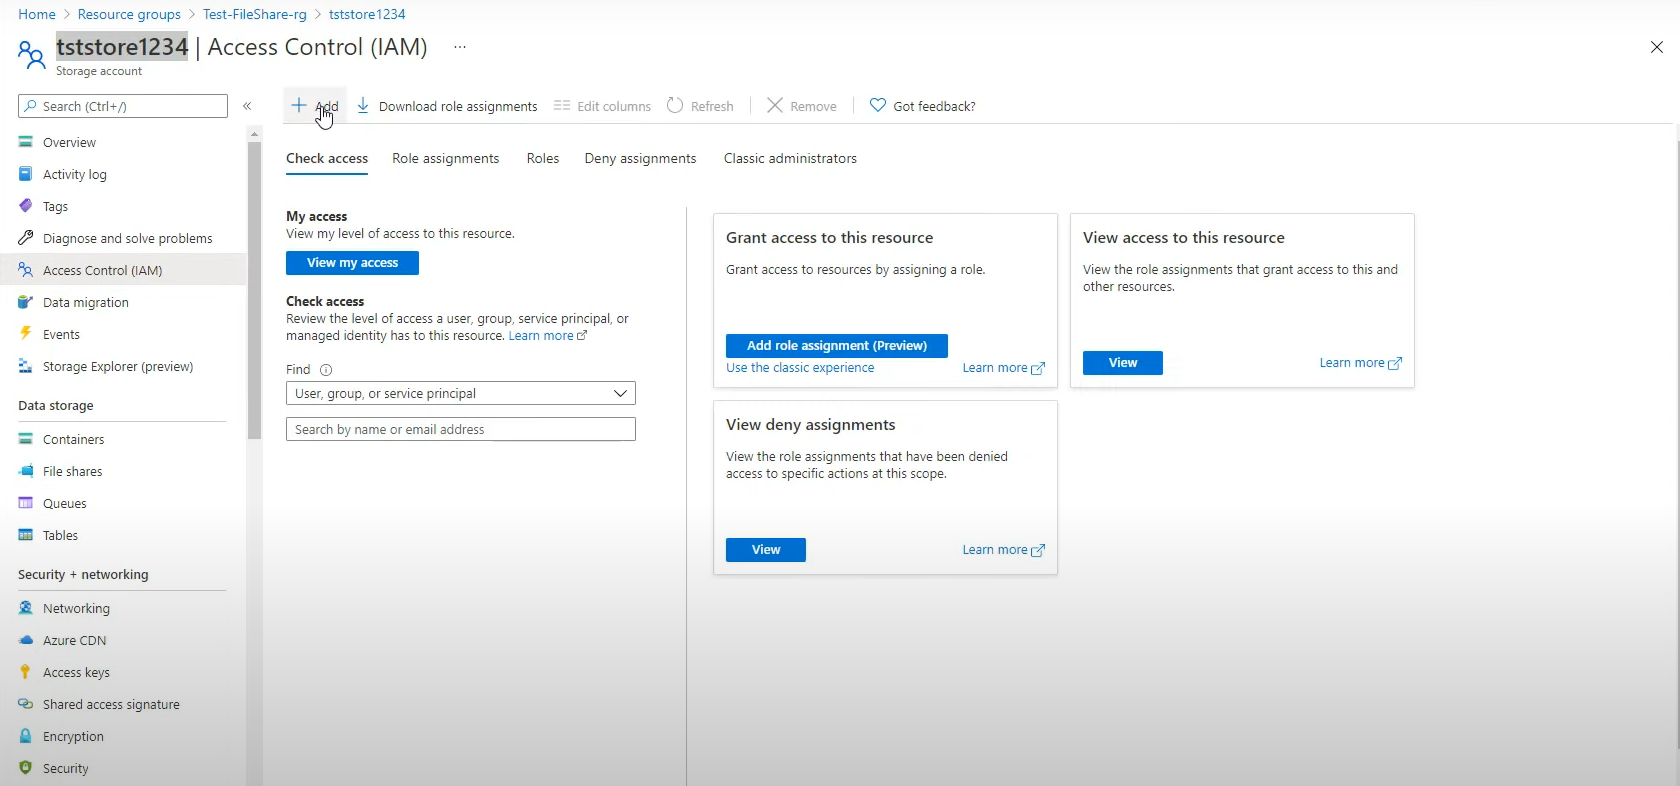 Home > Resource groups > Test-FileShare-rg > tststore1234
tststore1234 | Access Control (IAM) ...
Storage account
Search (Ctrl+/)
«
Add
Download role assignments
Edit columns
Refresh
Remove
Got feedback?
Overview
Activity log
Tags
Diagnose and solve problems
Access Control (IAM)
Data migration
Events
Storage Explorer (preview)
Data storage
Containers
File shares
Queues
Tables
Security + networking
Networking
Azure CDN
Access keys
Shared access signature
Encryption
Security
Check access
Role assignments
Roles
Deny assignments
Classic administrators
My access
View my level of access to this resource.
View my access
Check access
Review the level of access a user, group, service principal, or
managed identity has to this resource. Learn more
Find
User, group, or service principal
Search by name or email address
Grant access to this resource
Grant access to resources by assigning a role.
Add role assignment (Preview)
Use the classic experience
Learn more
View access to this resource
View the role assignments that grant access to this and
other resources.
View
Learn more
View deny assignments
View the role assignments that have been denied
access to specific actions at this scope.
View
Learn more